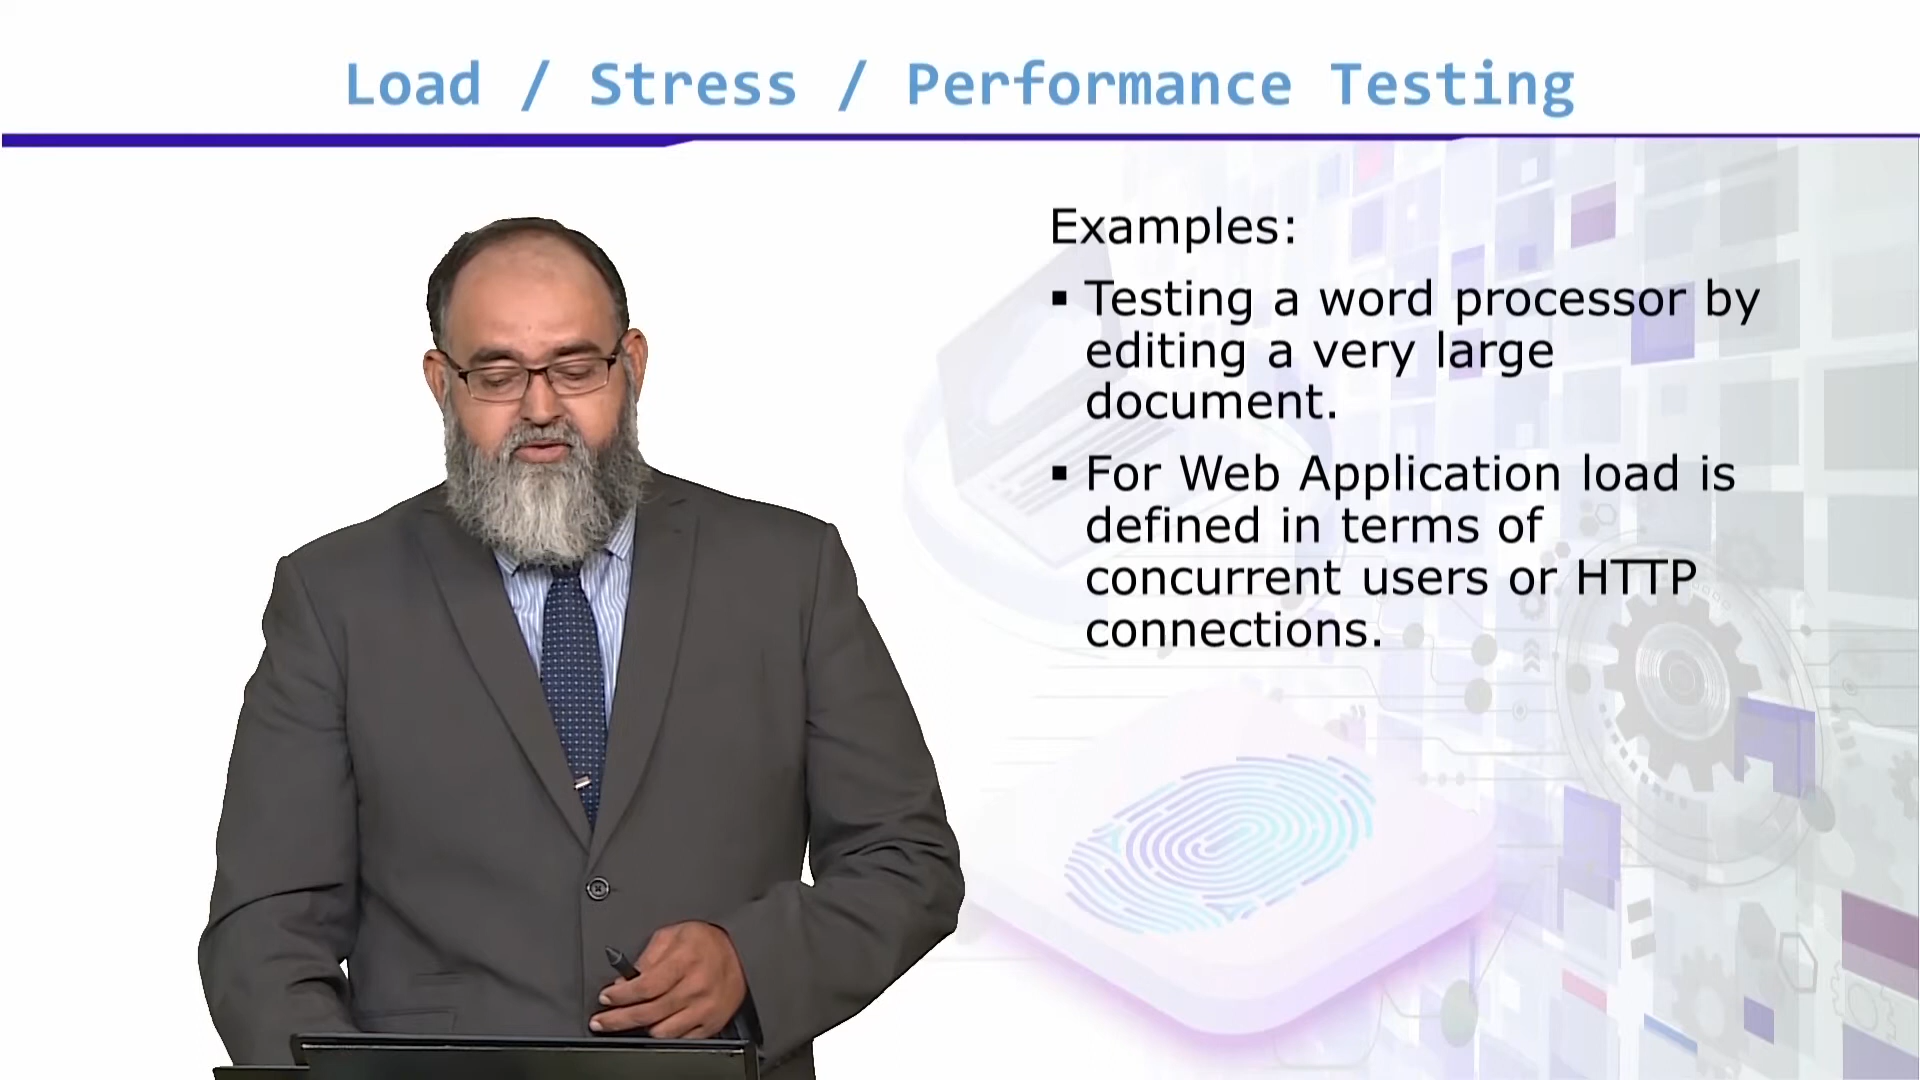 Load / Stress / Performance Testing
Examples:
▪ Testing a word processor by
editing a very large
document.
▪ For Web Application load is
defined in terms of
concurrent users or HTTP
connections.